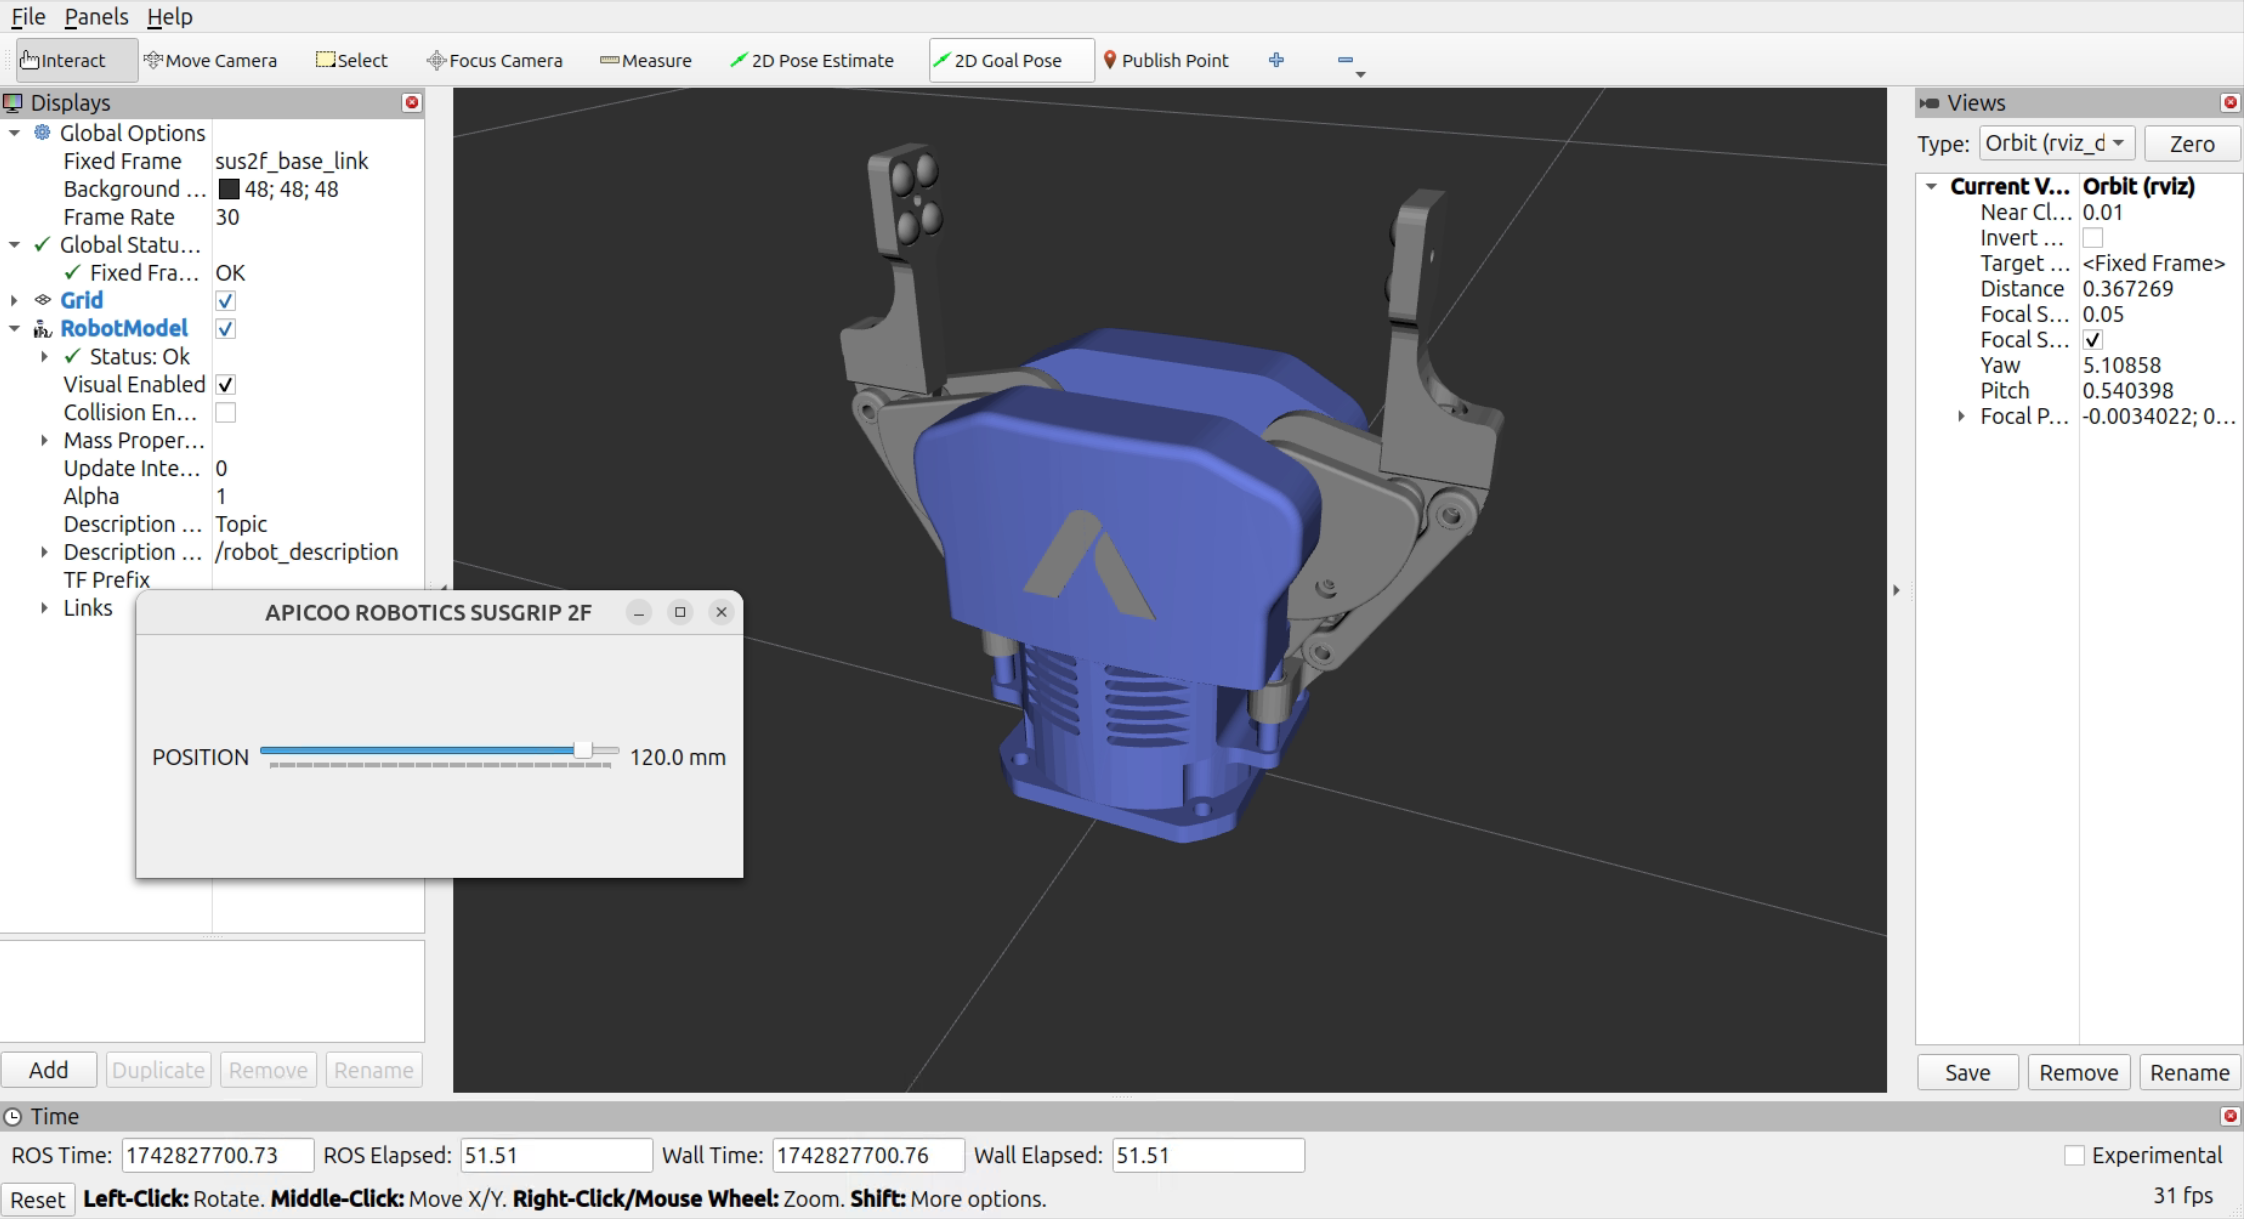 File Panels Help
Interact Move Camera Select Focus Camera Measure 2D Pose Estimate 2D Goal Pose Publish Point
Displays
Global Options
Fixed Frame sus2f_base_link
Background ... 48; 48; 48
Frame Rate 30
Global Statu...
Fixed Fra... OK
Grid
RobotModel
Status: Ok
Visual Enabled
Collision En...
Mass Proper...
Update Inte... 0
Alpha 1
Description ... Topic
Description ... /robot_description
TF Prefix
Links
APICOO ROBOTICS SUSGRIP 2F
POSITION 120.0 mm
Add Duplicate Remove Rename
Views
Type: Orbit (rviz_d Zero
Current V... Orbit (rviz)
Near Cl... 0.01
Invert ...
Target ... <Fixed Frame>
Distance 0.367269
Focal S... 0.05
Focal S...
Yaw 5.10858
Pitch 0.540398
Focal P... -0.0034022; 0...
Save Remove Rename
Time
ROS Time: 1742827700.73 ROS Elapsed: 51.51 Wall Time: 1742827700.76 Wall Elapsed: 51.51 Experimental
Reset Left-Click: Rotate. Middle-Click: Move X/Y. Right-Click/Mouse Wheel: Zoom. Shift: More options. 31 fps